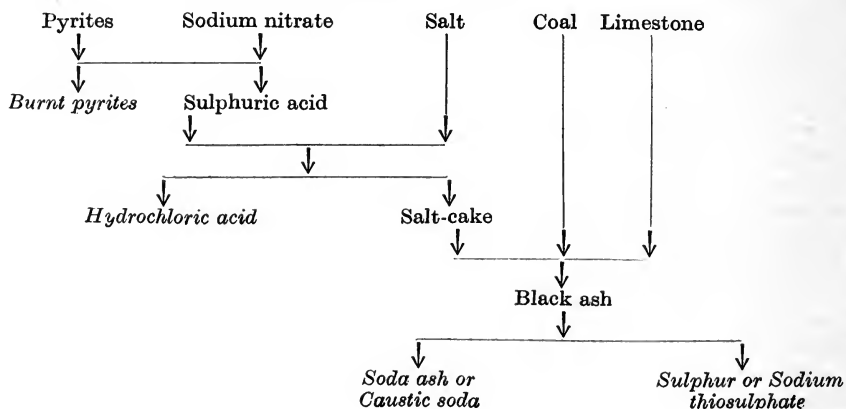 Pyrites Sodium nitrate Salt Coal Limestone
Burnt pyrites Sulphuric acid
Hydrochloric acid Salt-cake
Black ash
Soda ash or Sulphur or Sodium
Caustic soda thiosulphate